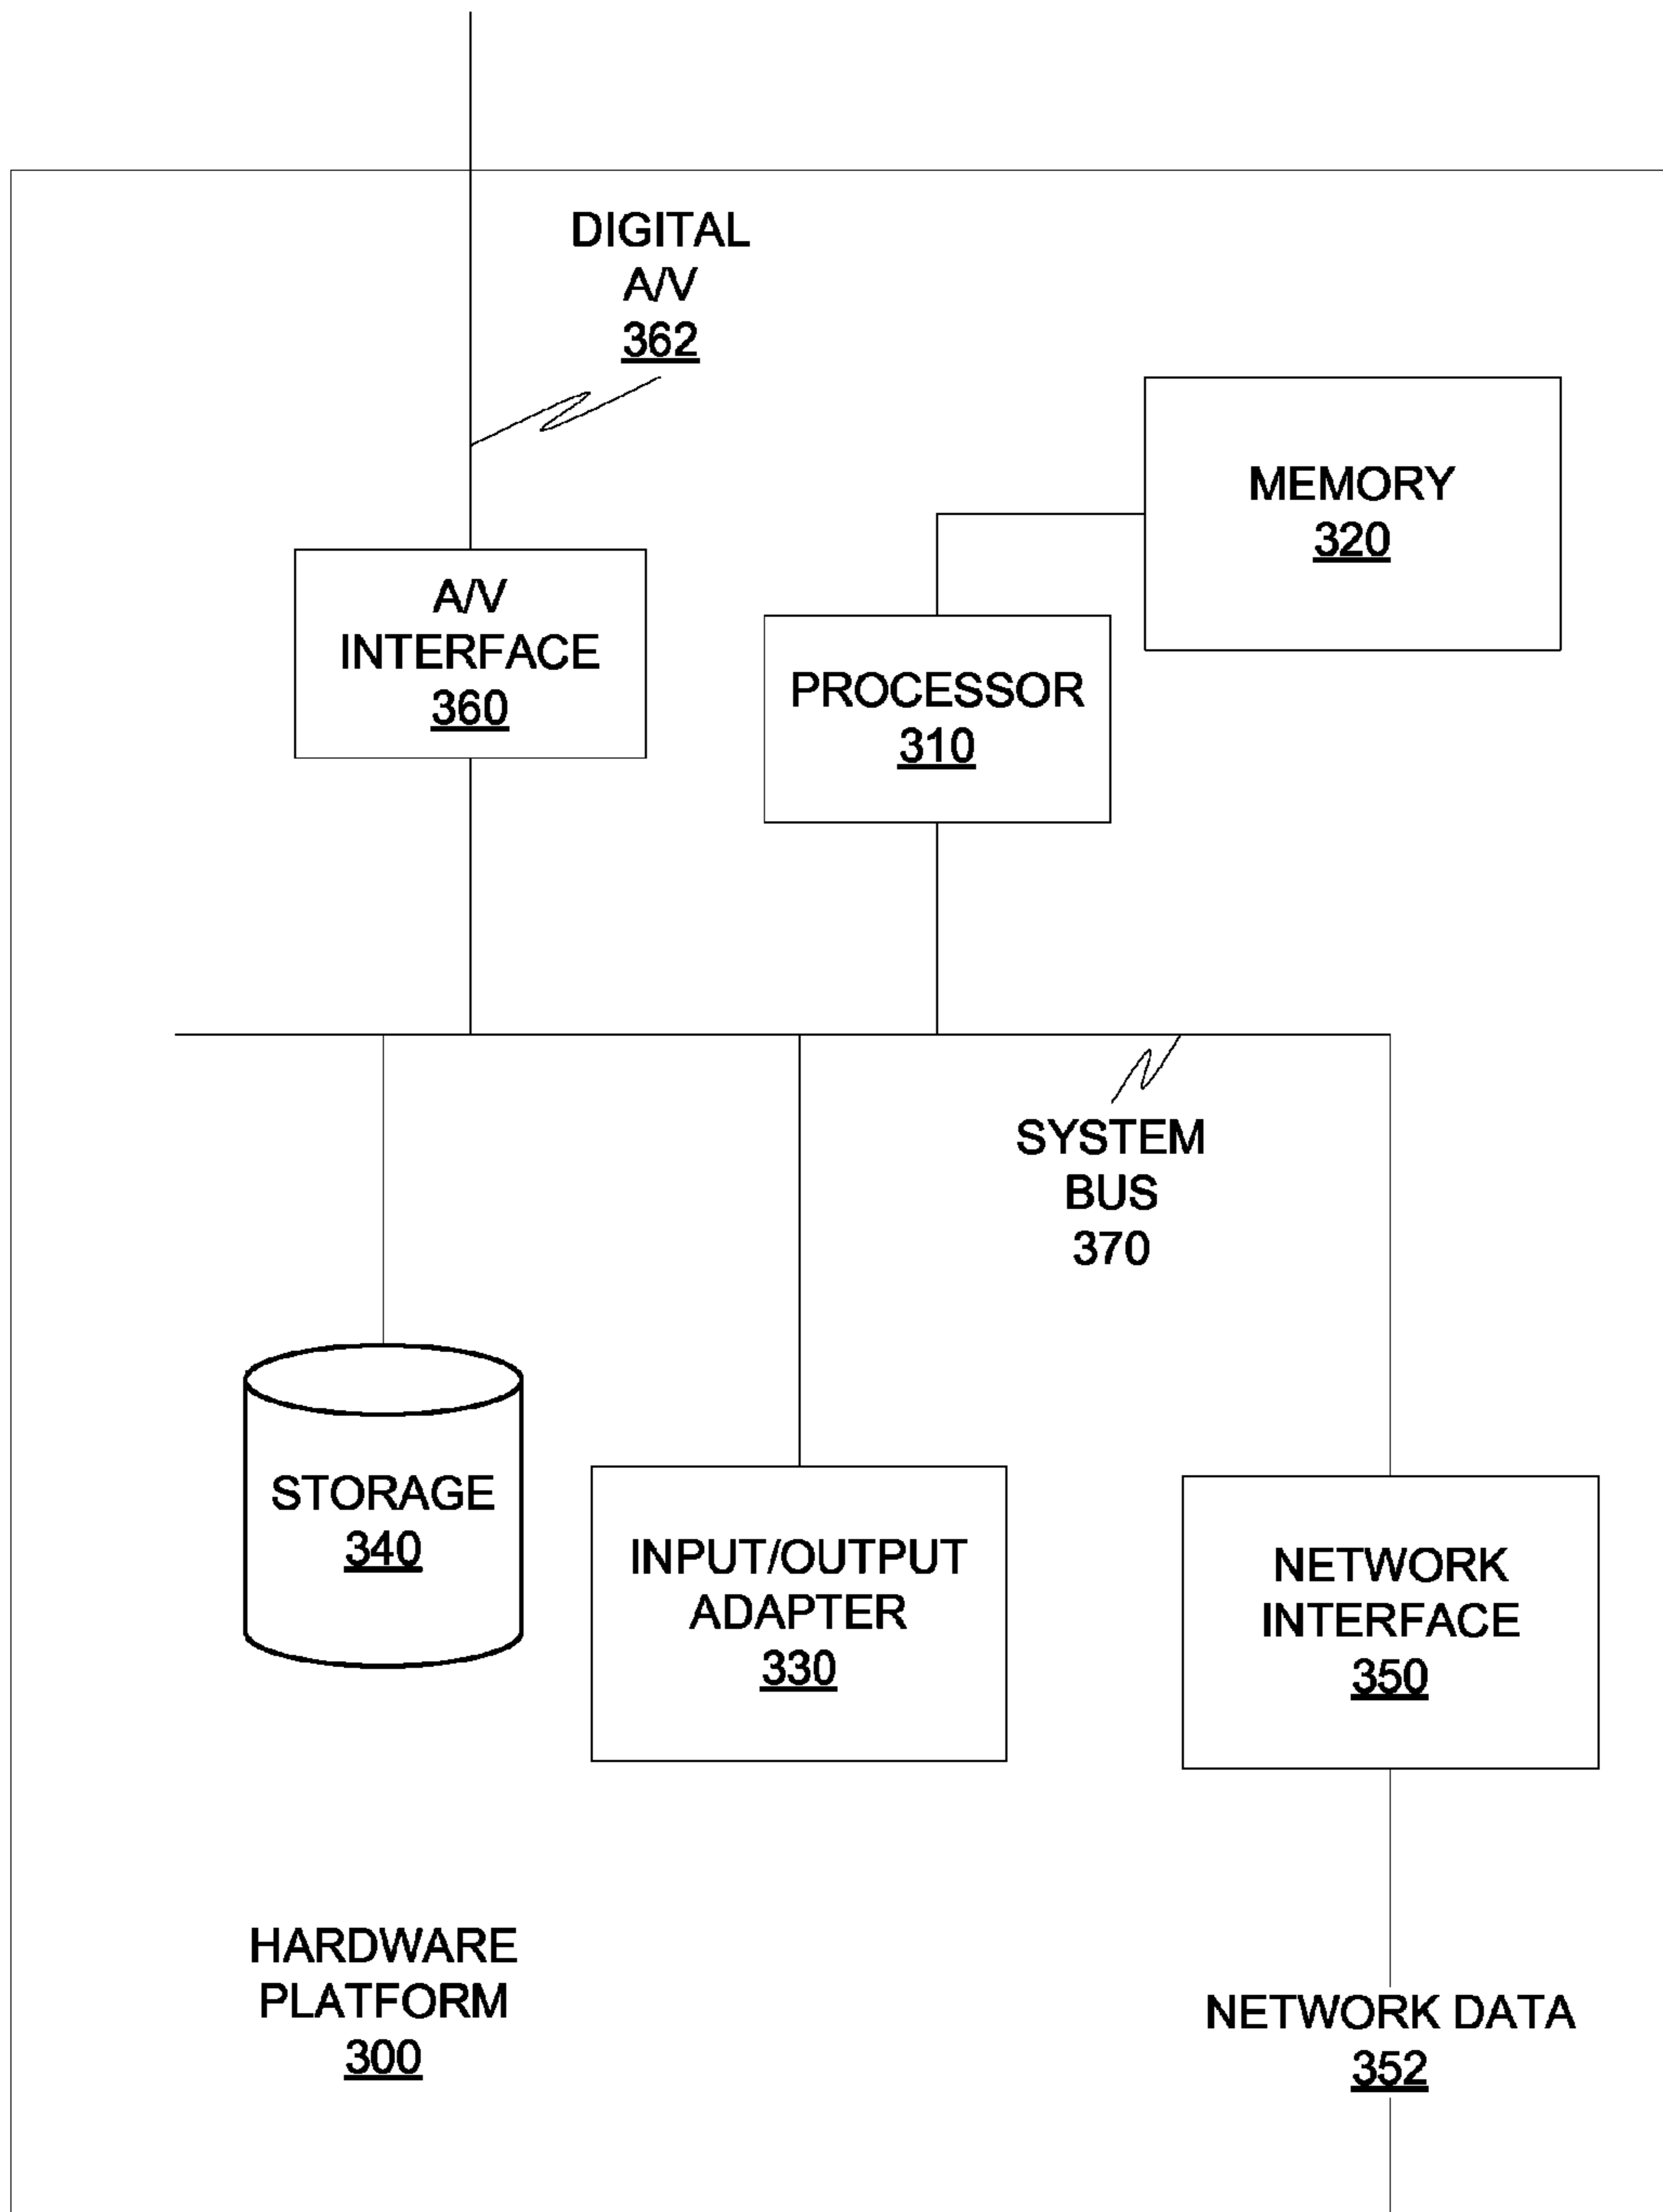 DIGITAL
A/V
362
MEMORY
320
A/V
INTERFACE
360
PROCESSOR
310
SYSTEM
BUS
370
STORAGE
340
INPUT/OUTPUT
ADAPTER
330
NETWORK
INTERFACE
350
HARDWARE
PLATFORM
300
NETWORK DATA
352